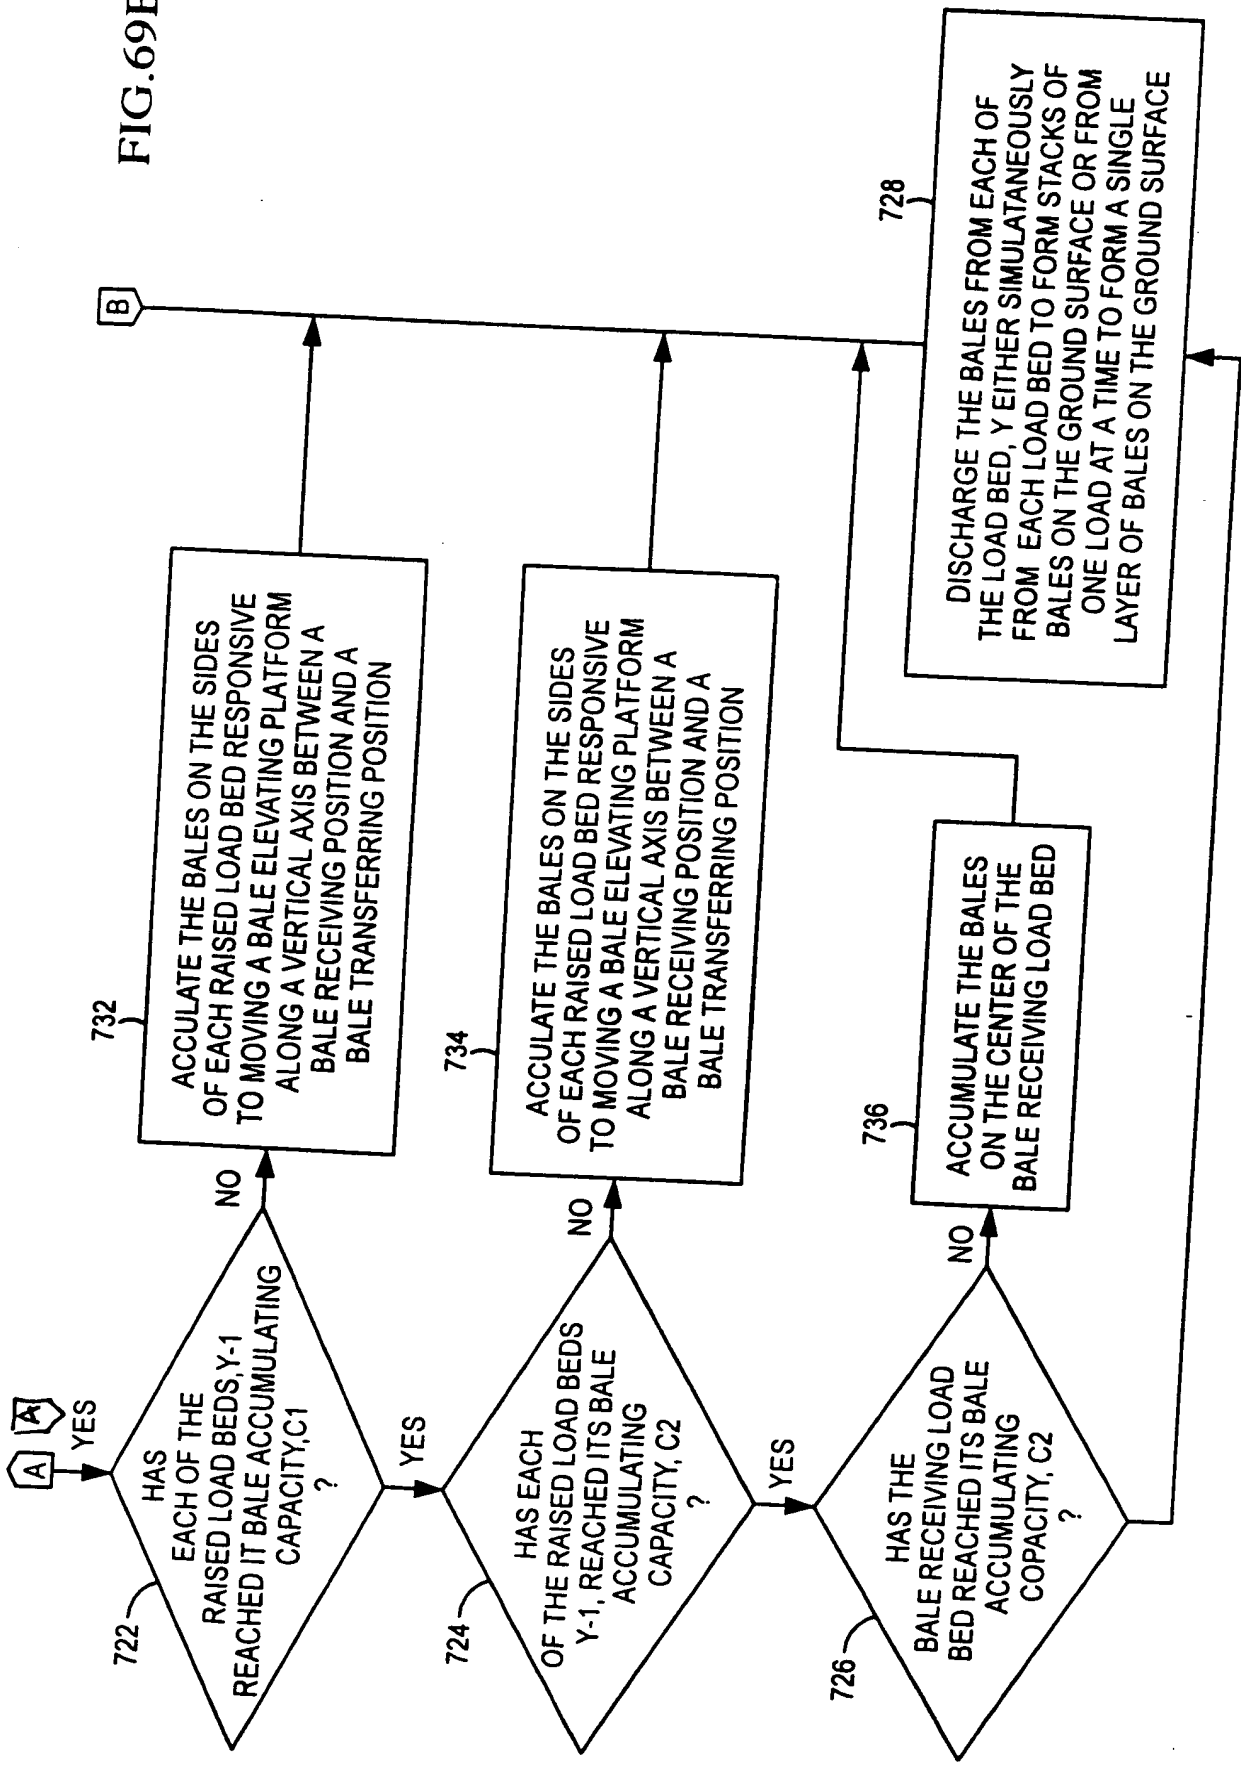 FIG.69B
A
A
YES
HAS
EACH OF THE
RAISED LOAD BEDS,Y-1
REACHED IT BALE ACCUMULATING
CAPACITY,C1
?
722
NO
732
ACCULATE THE BALES ON THE SIDES
OF EACH RAISED LOAD BED RESPONSIVE
TO MOVING A BALE ELEVATING PLATFORM
ALONG A VERTICAL AXIS BETWEEN A
BALE RECEIVING POSITION AND A
BALE TRANSFERRING POSITION
B
YES
HAS EACH
OF THE RAISED LOAD BEDS
Y-1, REACHED ITS BALE
ACCUMULATING
CAPACITY, C2
?
724
NO
734
ACCULATE THE BALES ON THE SIDES
OF EACH RAISED LOAD BED RESPONSIVE
TO MOVING A BALE ELEVATING PLATFORM
ALONG A VERTICAL AXIS BETWEEN A
BALE RECEIVING POSITION AND A
BALE TRANSFERRING POSITION
YES
HAS THE
BALE RECEIVING LOAD
BED REACHED ITS BALE
ACCUMULATING
COPACITY, C2
?
726
NO
736
ACCUMULATE THE BALES
ON THE CENTER OF THE
BALE RECEIVING LOAD BED
728
DISCHARGE THE BALES FROM EACH OF
THE LOAD BED, Y EITHER SIMULATANEOUSLY
FROM EACH LOAD BED TO FORM STACKS OF
BALES ON THE GROUND SURFACE OR FROM
ONE LOAD AT A TIME TO FORM A SINGLE
LAYER OF BALES ON THE GROUND SURFACE